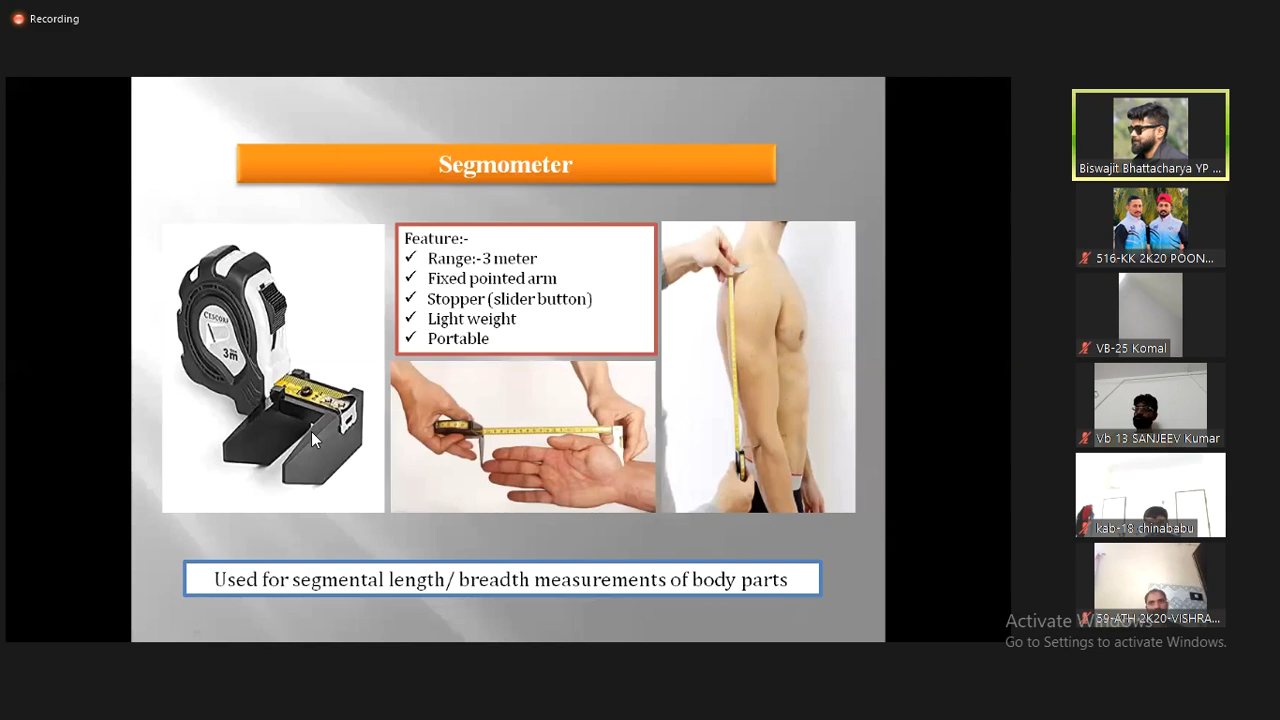 Recording
Segmometer
Feature:-
✓ Range:-3 meter
✓ Fixed pointed arm
✓ Stopper (slider button)
✓ Light weight
✓ Portable
CESCORF
3m
Used for segmental length/ breadth measurements of body parts
Biswajit Bhattacharya YP ...
516-KK 2K20 POON...
VB-25 Komal
Vb 13 SANJEEV Kumar
kab-18 chinababu
59-ATH 2K20-VISHRA...
Activate Windows
Go to Settings to activate Windows.